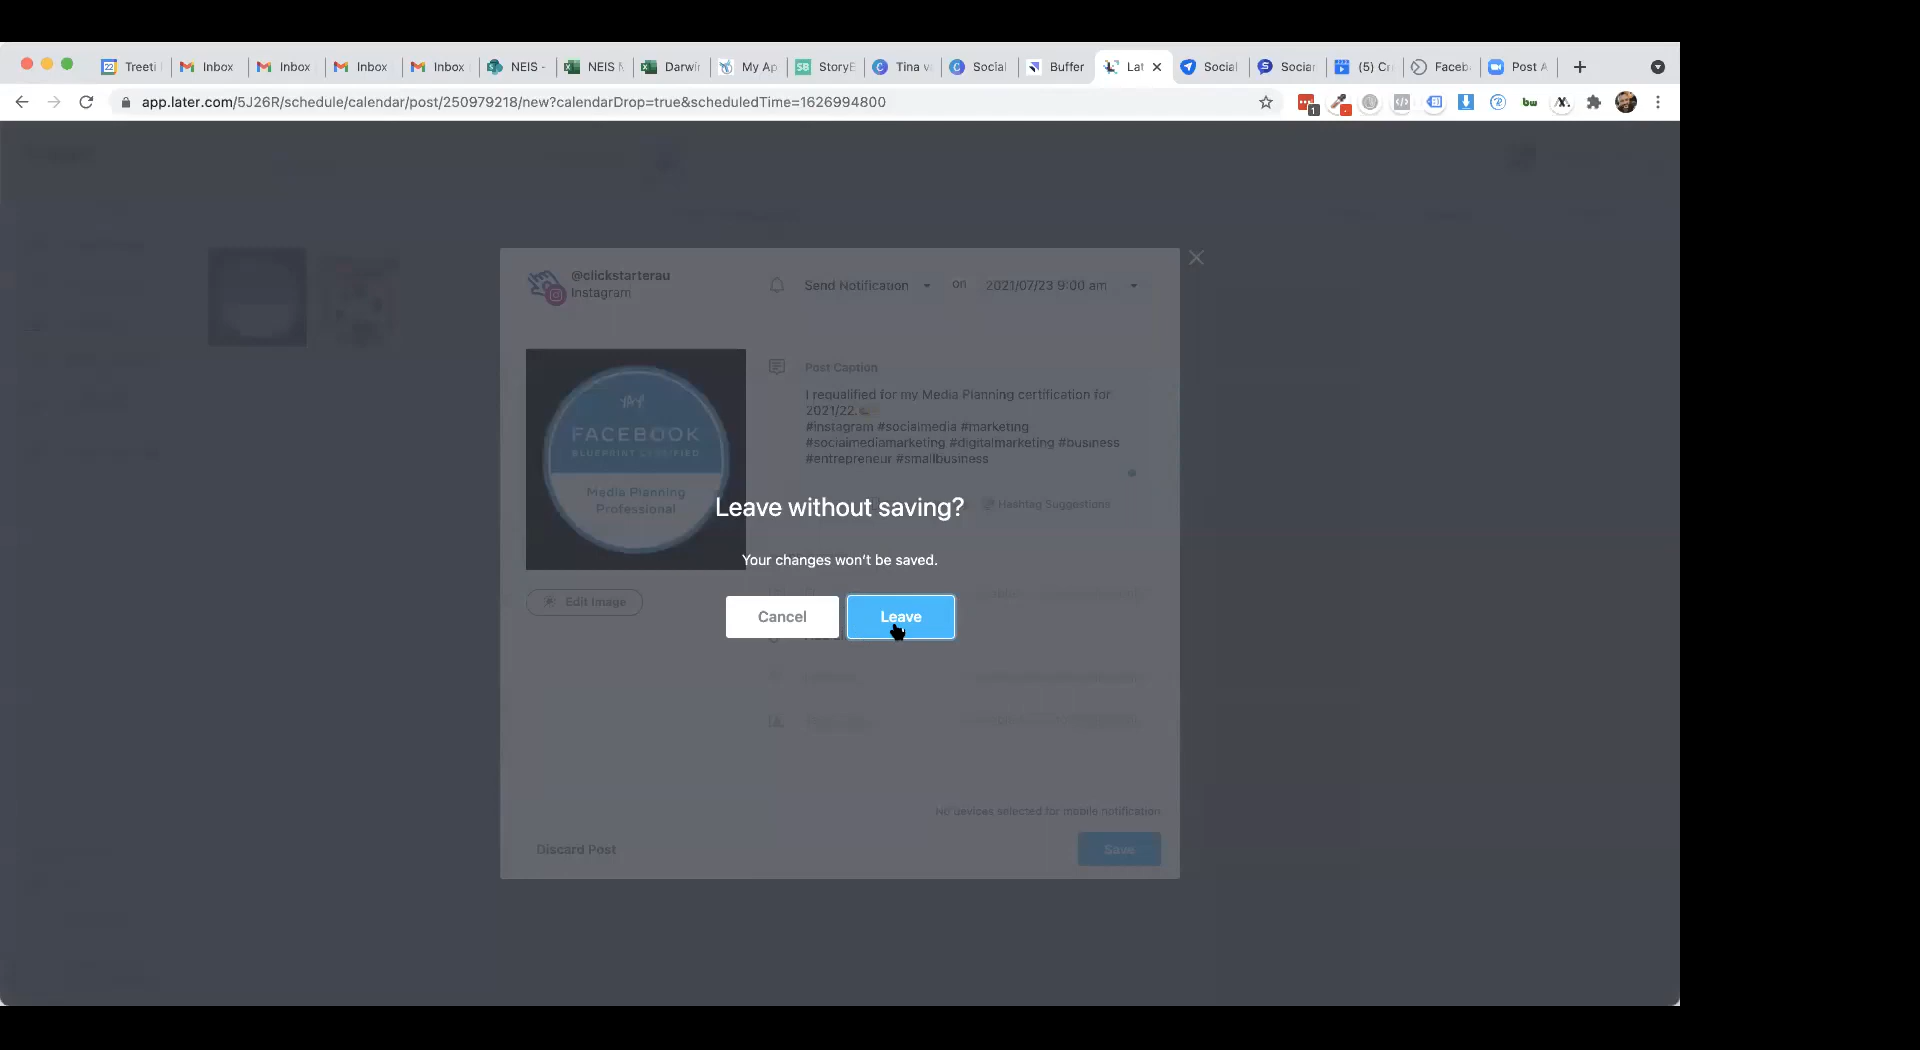 Treeti
Inbox
Inbox
Inbox
Inbox
NEIS -
NEIS N
Darwir
My Ap
StoryE
Tina v
Social
Buffer
Lat
Social
Social
(5) Cr
Faceb
Post A
app.later.com/5J26R/schedule/calendar/post/250979218/new?calendarDrop=true&scheduledTime=1626994800
@clickstarterau
Instagram
Send Notification on 2021/07/23 9:00 am
YAY!
FACEBOOK
BLUEPRINT CERTIFIED
Media Planning
Professional
Edit Image
Post Caption
I requalified for my Media Planning certification for
2021/22.
#instagram #socialmedia #marketing
#socialmediamarketing #digitalmarketing #business
#entrepreneur #smallbusiness
Hashtag Suggestions
Leave without saving?
Your changes won't be saved.
Cancel
Leave
No devices selected for mobile notification
Discard Post
Save